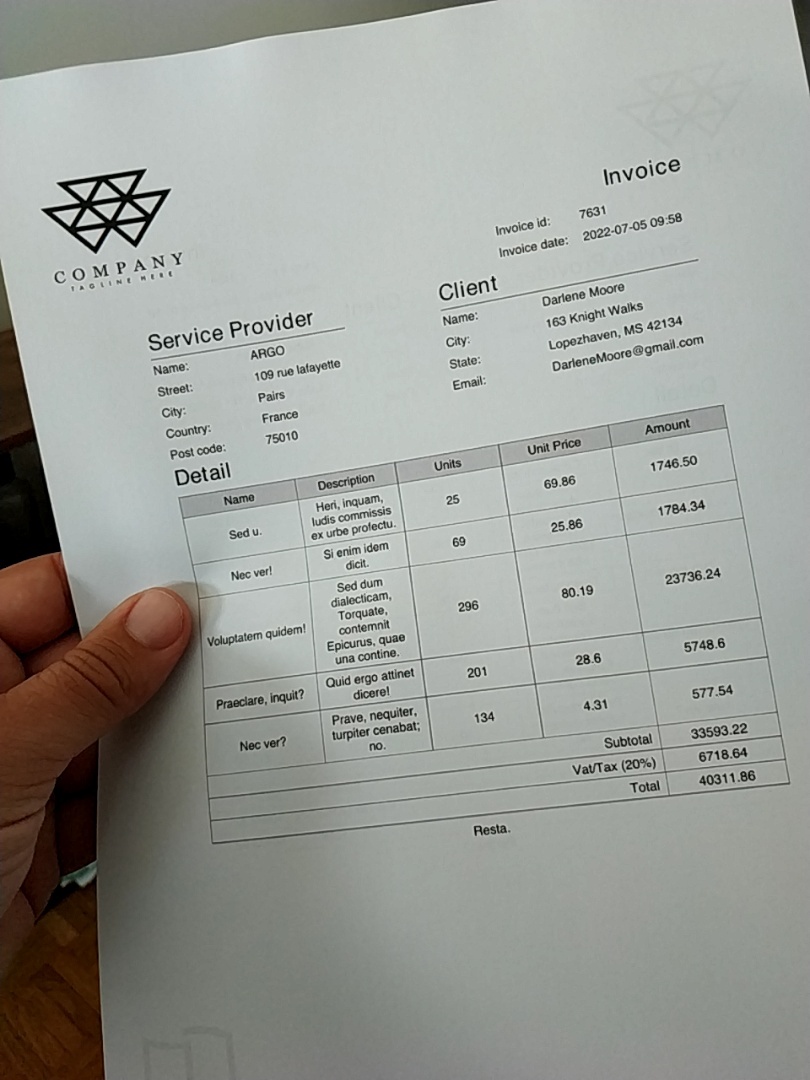 COMPANY
TAGLINE HERE
Invoice
Invoice id: 7631
Invoice date: 2022-07-05 09:58
Service Provider
Name: ARGO
Street: 109 rue lafayette
City: Pairs
Country: France
Post code: 75010
Client
Name: Darlene Moore
City: 163 Knight Walks
State: Lopezhaven, MS 42134
Email: DarleneMoore@gmail.com
Detail
Name Description Units Unit Price Amount
Sed u. Heri, inquam, 25 69.86 1746.50
ludis commissis
ex urbe profectu.
Nec ver! Si enim idem 69 25.86 1784.34
dicit.
Voluptatem quidem! Sed dum 296 80.19 23736.24
dialecticam,
Torquate,
contemnit
Epicurus, quae
una contine.
Praeclare, inquit? Quid ergo attinet 201 28.6 5748.6
dicere!
Nec ver? Prave, nequiter, 134 4.31 577.54
turpiter cenabat;
no.
Subtotal 33593.22
Vat/Tax (20%) 6718.64
Total 40311.86
Resta.